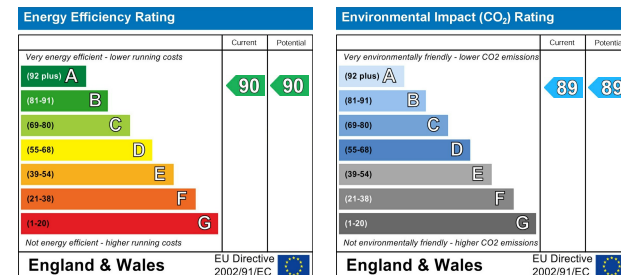 Energy Efficiency Rating
Current Potential
Very energy efficient - lower running costs
(92 plus) A
90 90
(81-91) B
(69-80) C
(55-68) D
(39-54) E
(21-38) F
(1-20) G
Not energy efficient - higher running costs
England & Wales
EU Directive
2002/91/EC
Environmental Impact (CO₂) Rating
Current Potential
Very environmentally friendly - lower CO2 emissions
(92 plus) A
89 89
(81-91) B
(69-80) C
(55-68) D
(39-54) E
(21-38) F
(1-20) G
Not environmentally friendly - higher CO2 emissions
England & Wales
EU Directive
2002/91/EC